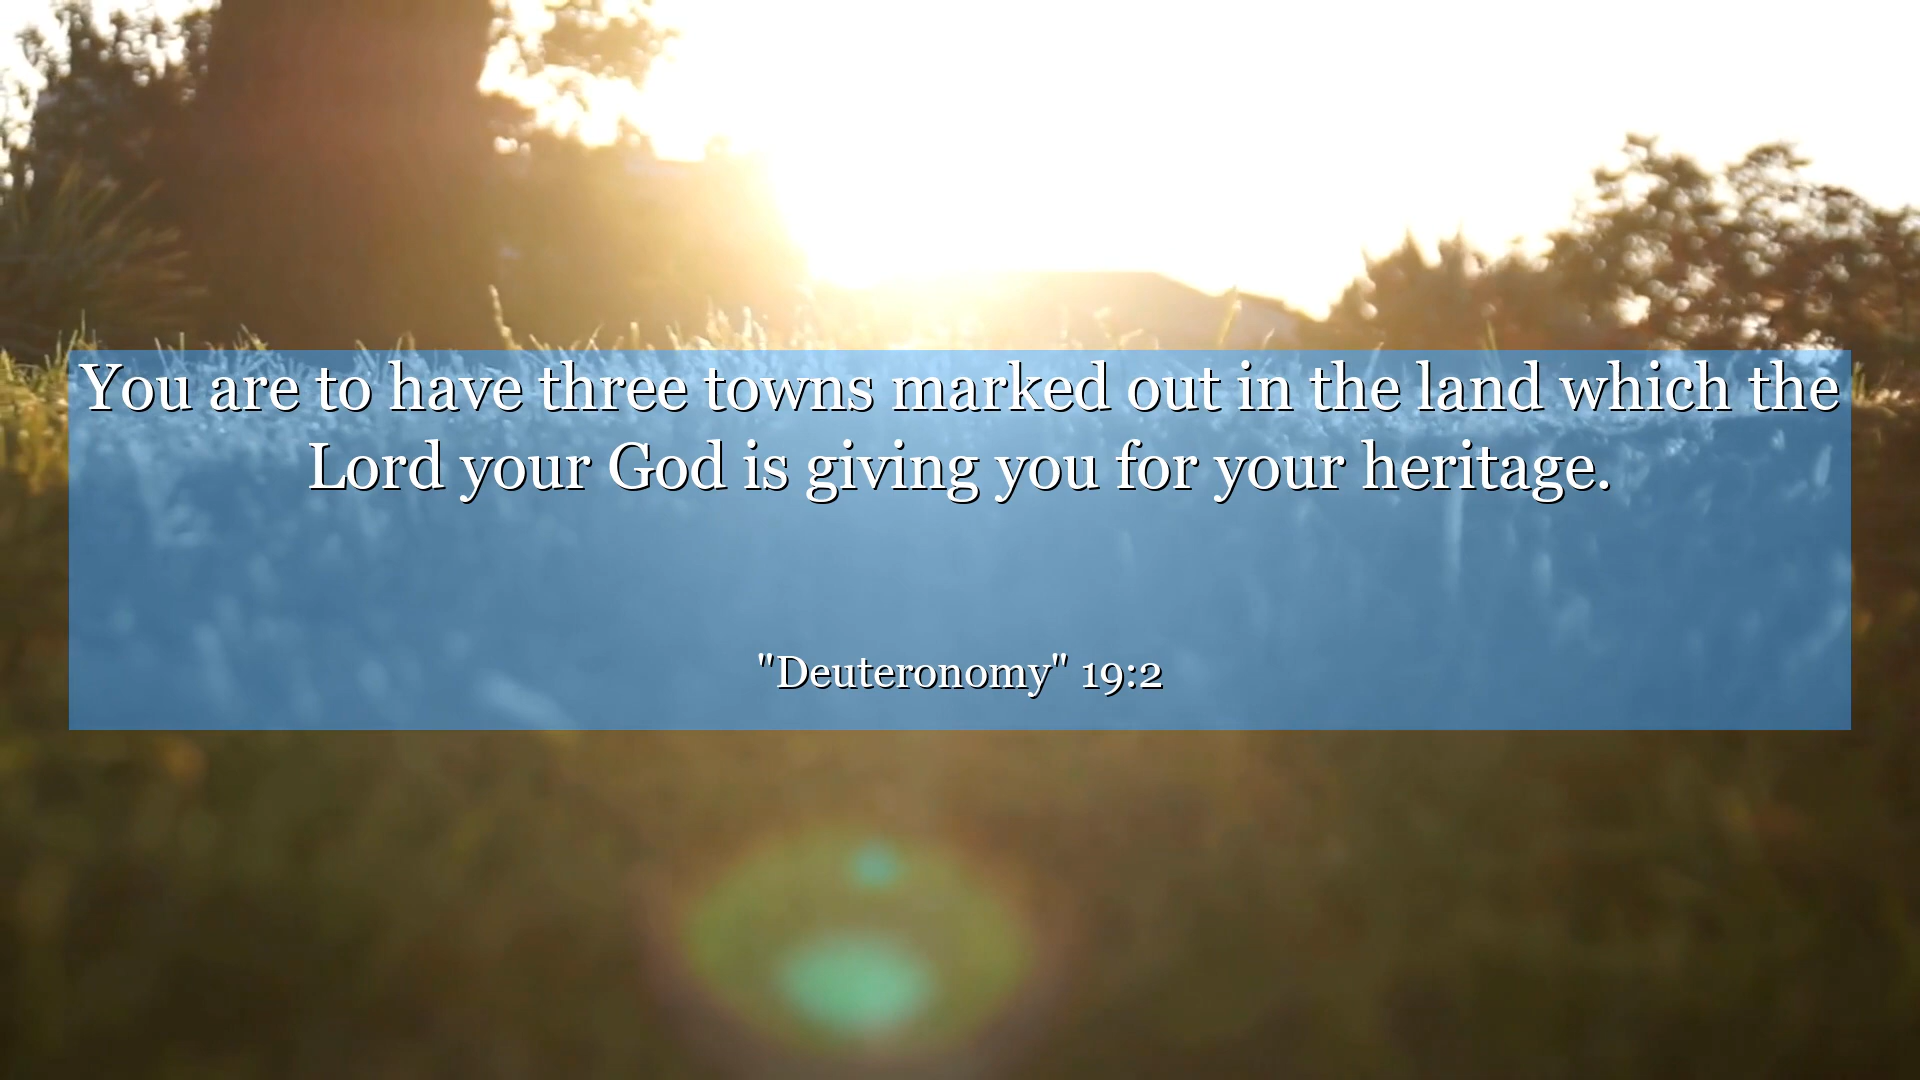 You are to have three towns marked out in the land which the
Lord your God is giving you for your heritage.
"Deuteronomy" 19:2